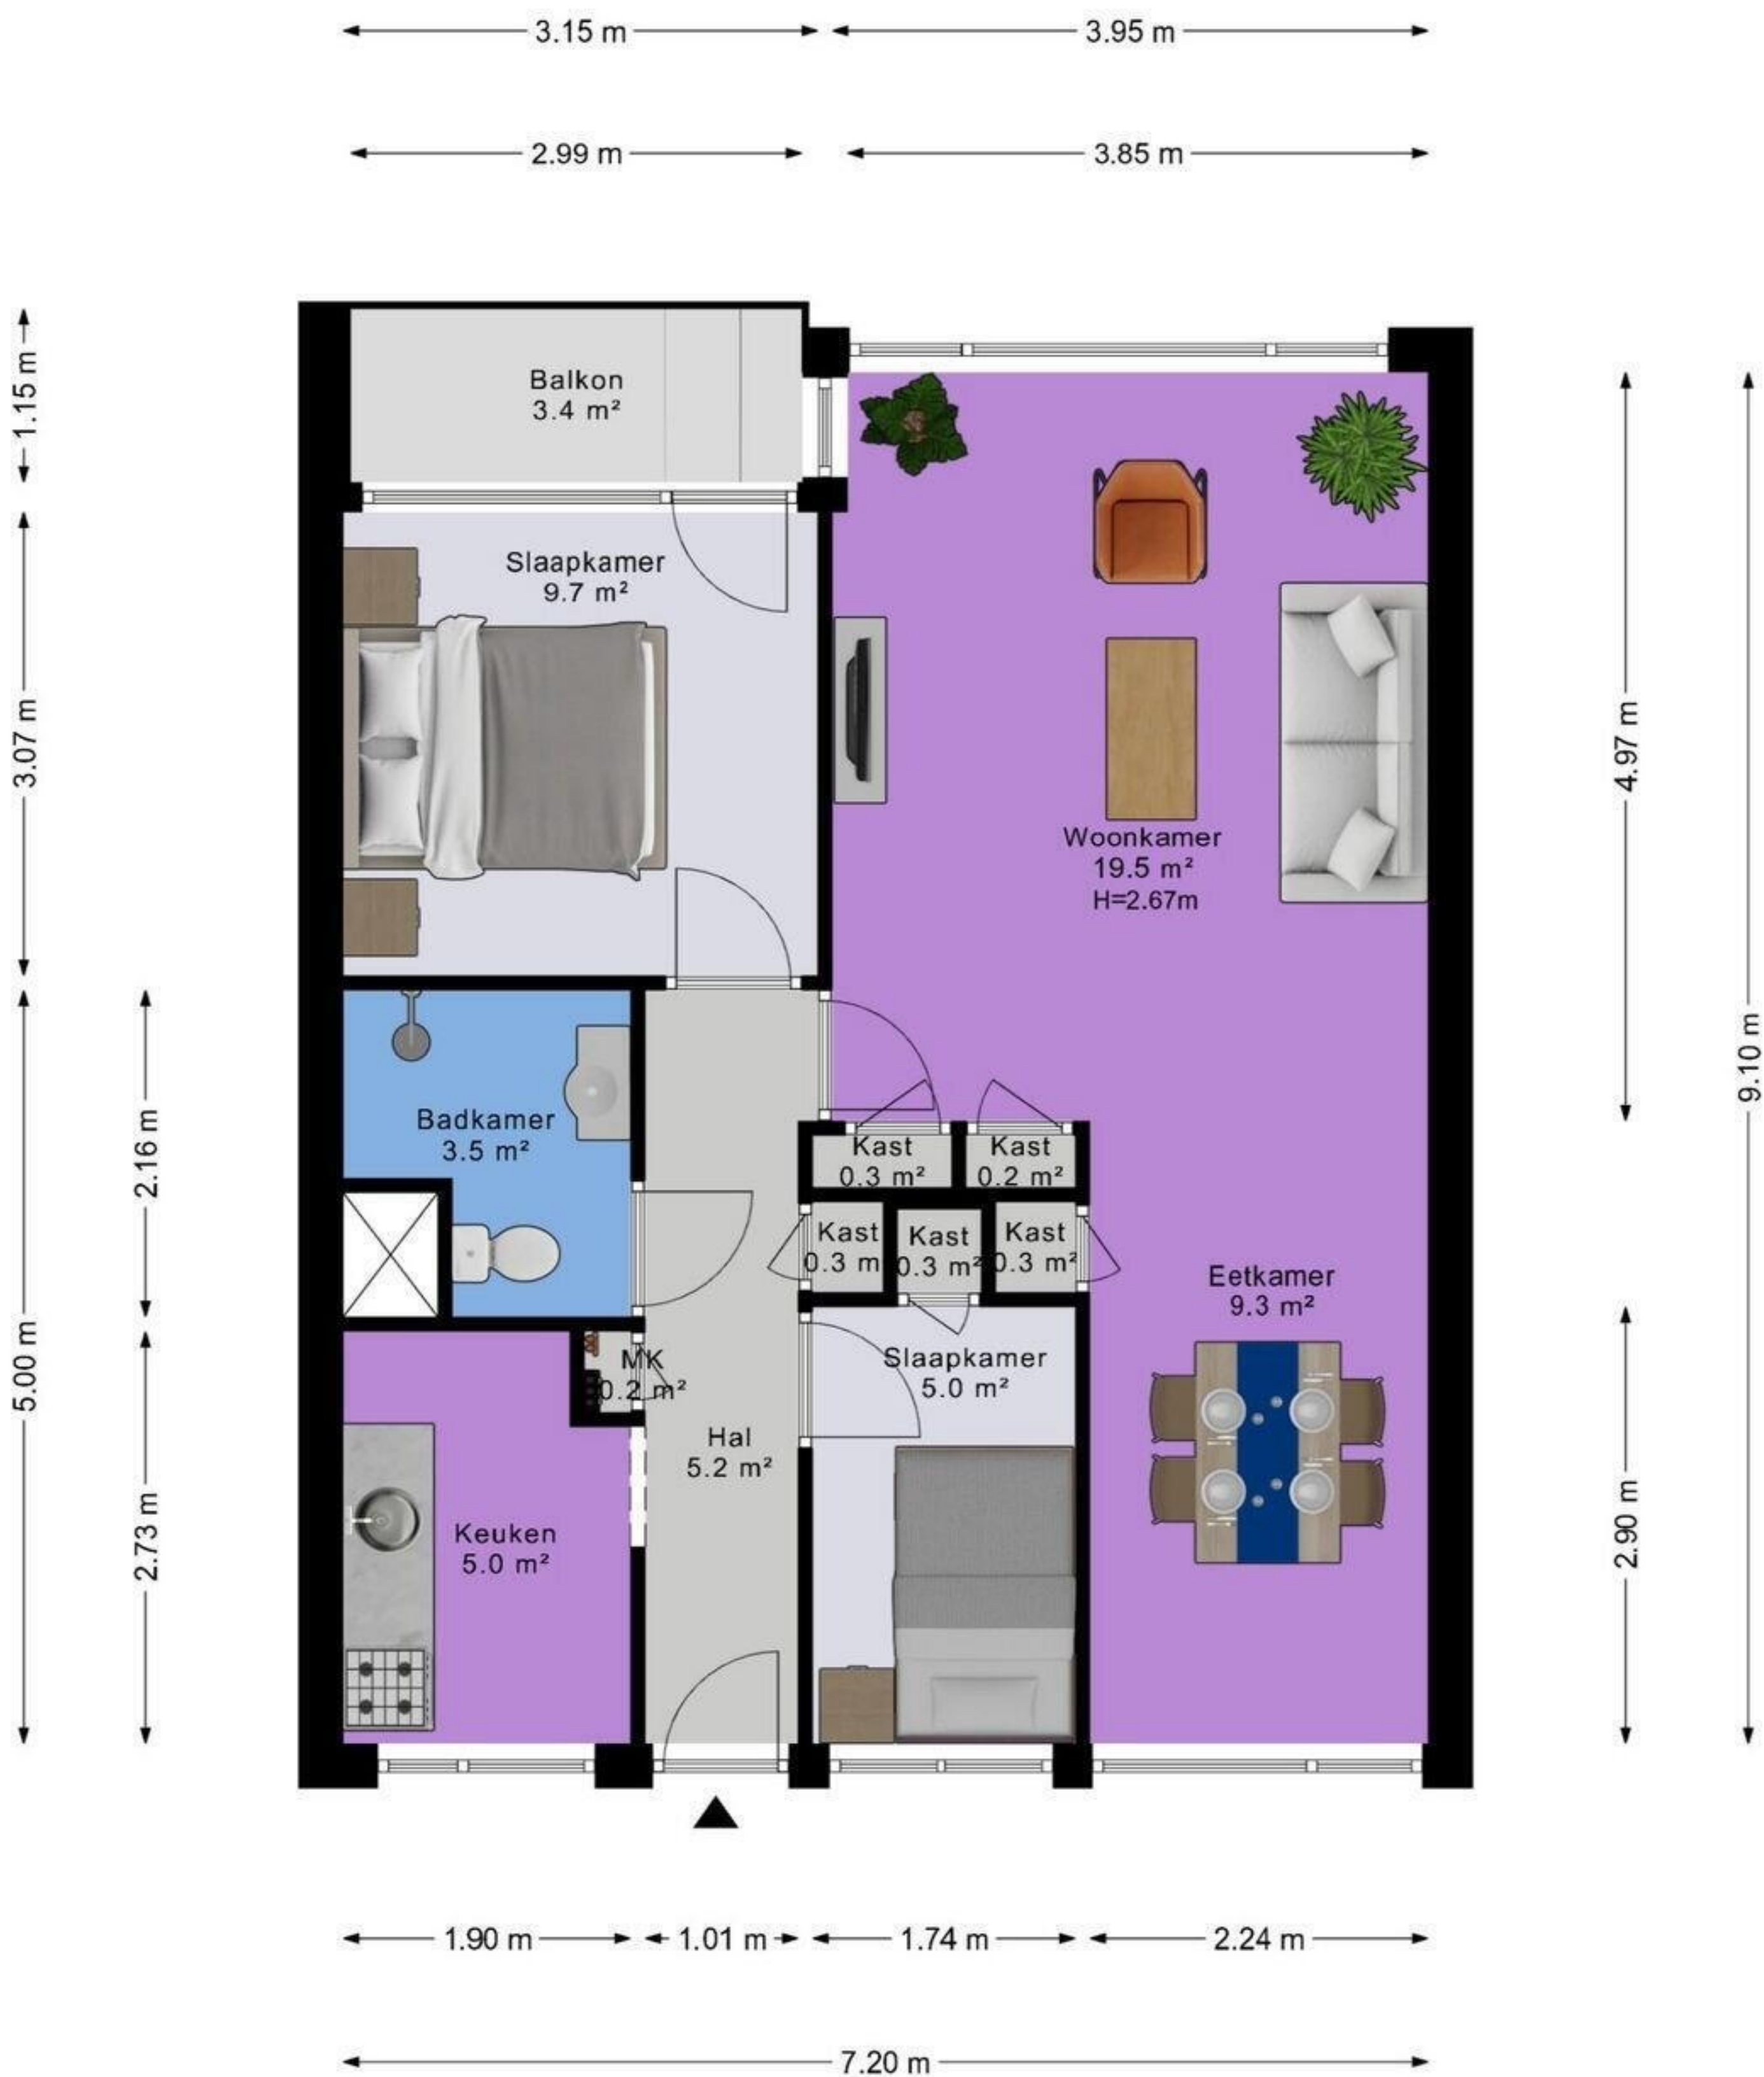 3.15 m
3.95 m
2.99 m
3.85 m
1.15 m
Balkon
3.4 m²
Slaapkamer
9.7 m²
3.07 m
4.97 m
Woonkamer
19.5 m²
H=2.67m
9.10 m
2.16 m
Badkamer
3.5 m²
Kast
0.3 m²
Kast
0.2 m²
Kast
0.3 m
Kast
0.3 m²
Kast
0.3 m²
Eetkamer
9.3 m²
5.00 m
MK
0.2 m²
Slaapkamer
5.0 m²
Hal
5.2 m²
2.73 m
Keuken
5.0 m²
2.90 m
1.90 m
1.01 m
1.74 m
2.24 m
7.20 m